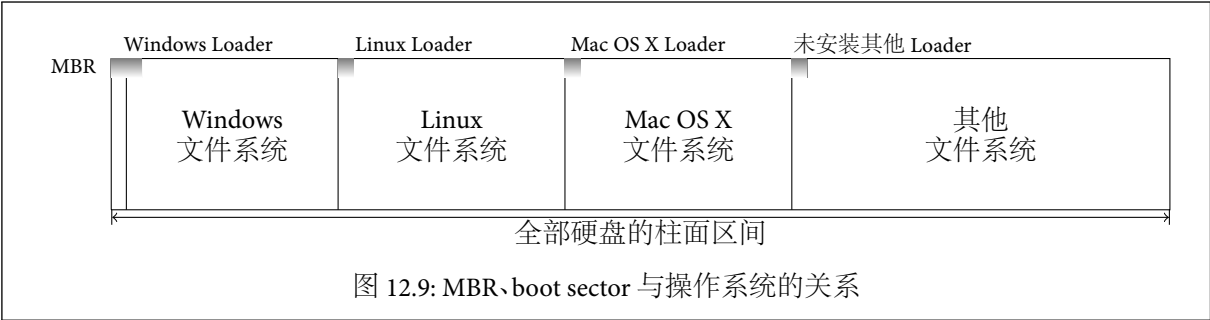 Windows Loader Linux Loader Mac OS X Loader 未安装其他 Loader
MBR
Windows
文件系统
Linux
文件系统
Mac OS X
文件系统
其他
文件系统
全部硬盘的柱面区间
图 12.9: MBR、boot sector 与操作系统的关系